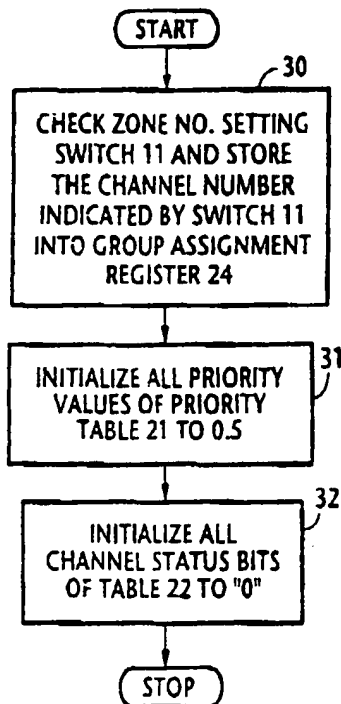 START
30
CHECK ZONE NO. SETTING
SWITCH 11 AND STORE
THE CHANNEL NUMBER
INDICATED BY SWITCH 11
INTO GROUP ASSIGNMENT
REGISTER 24
31
INITIALIZE ALL PRIORITY
VALUES OF PRIORITY
TABLE 21 TO 0.5
32
INITIALIZE ALL
CHANNEL STATUS BITS
OF TABLE 22 TO "0"
STOP